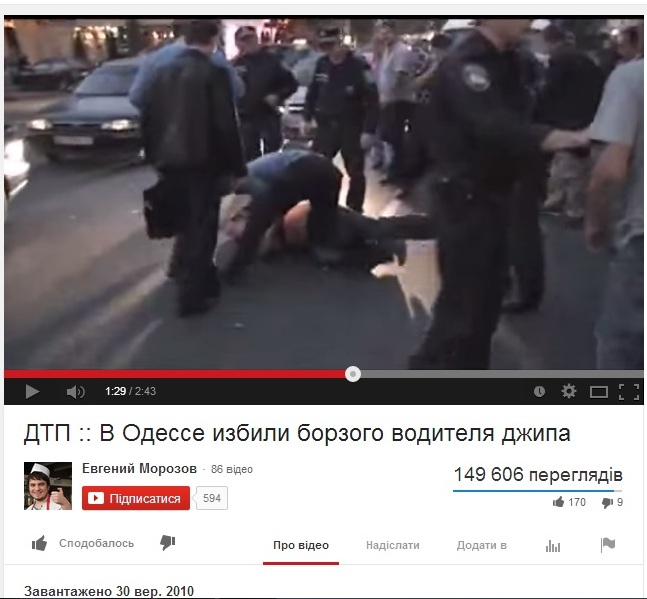 1:29 / 2:43
ДТП :: В Одессе избили борзого водителя джипа
Евгений Морозов · 86 відео
149 606 переглядів
Підписатися 594
170 9
Сподобалось
Про відео Надіслати Додати в
Завантажено 30 вер. 2010